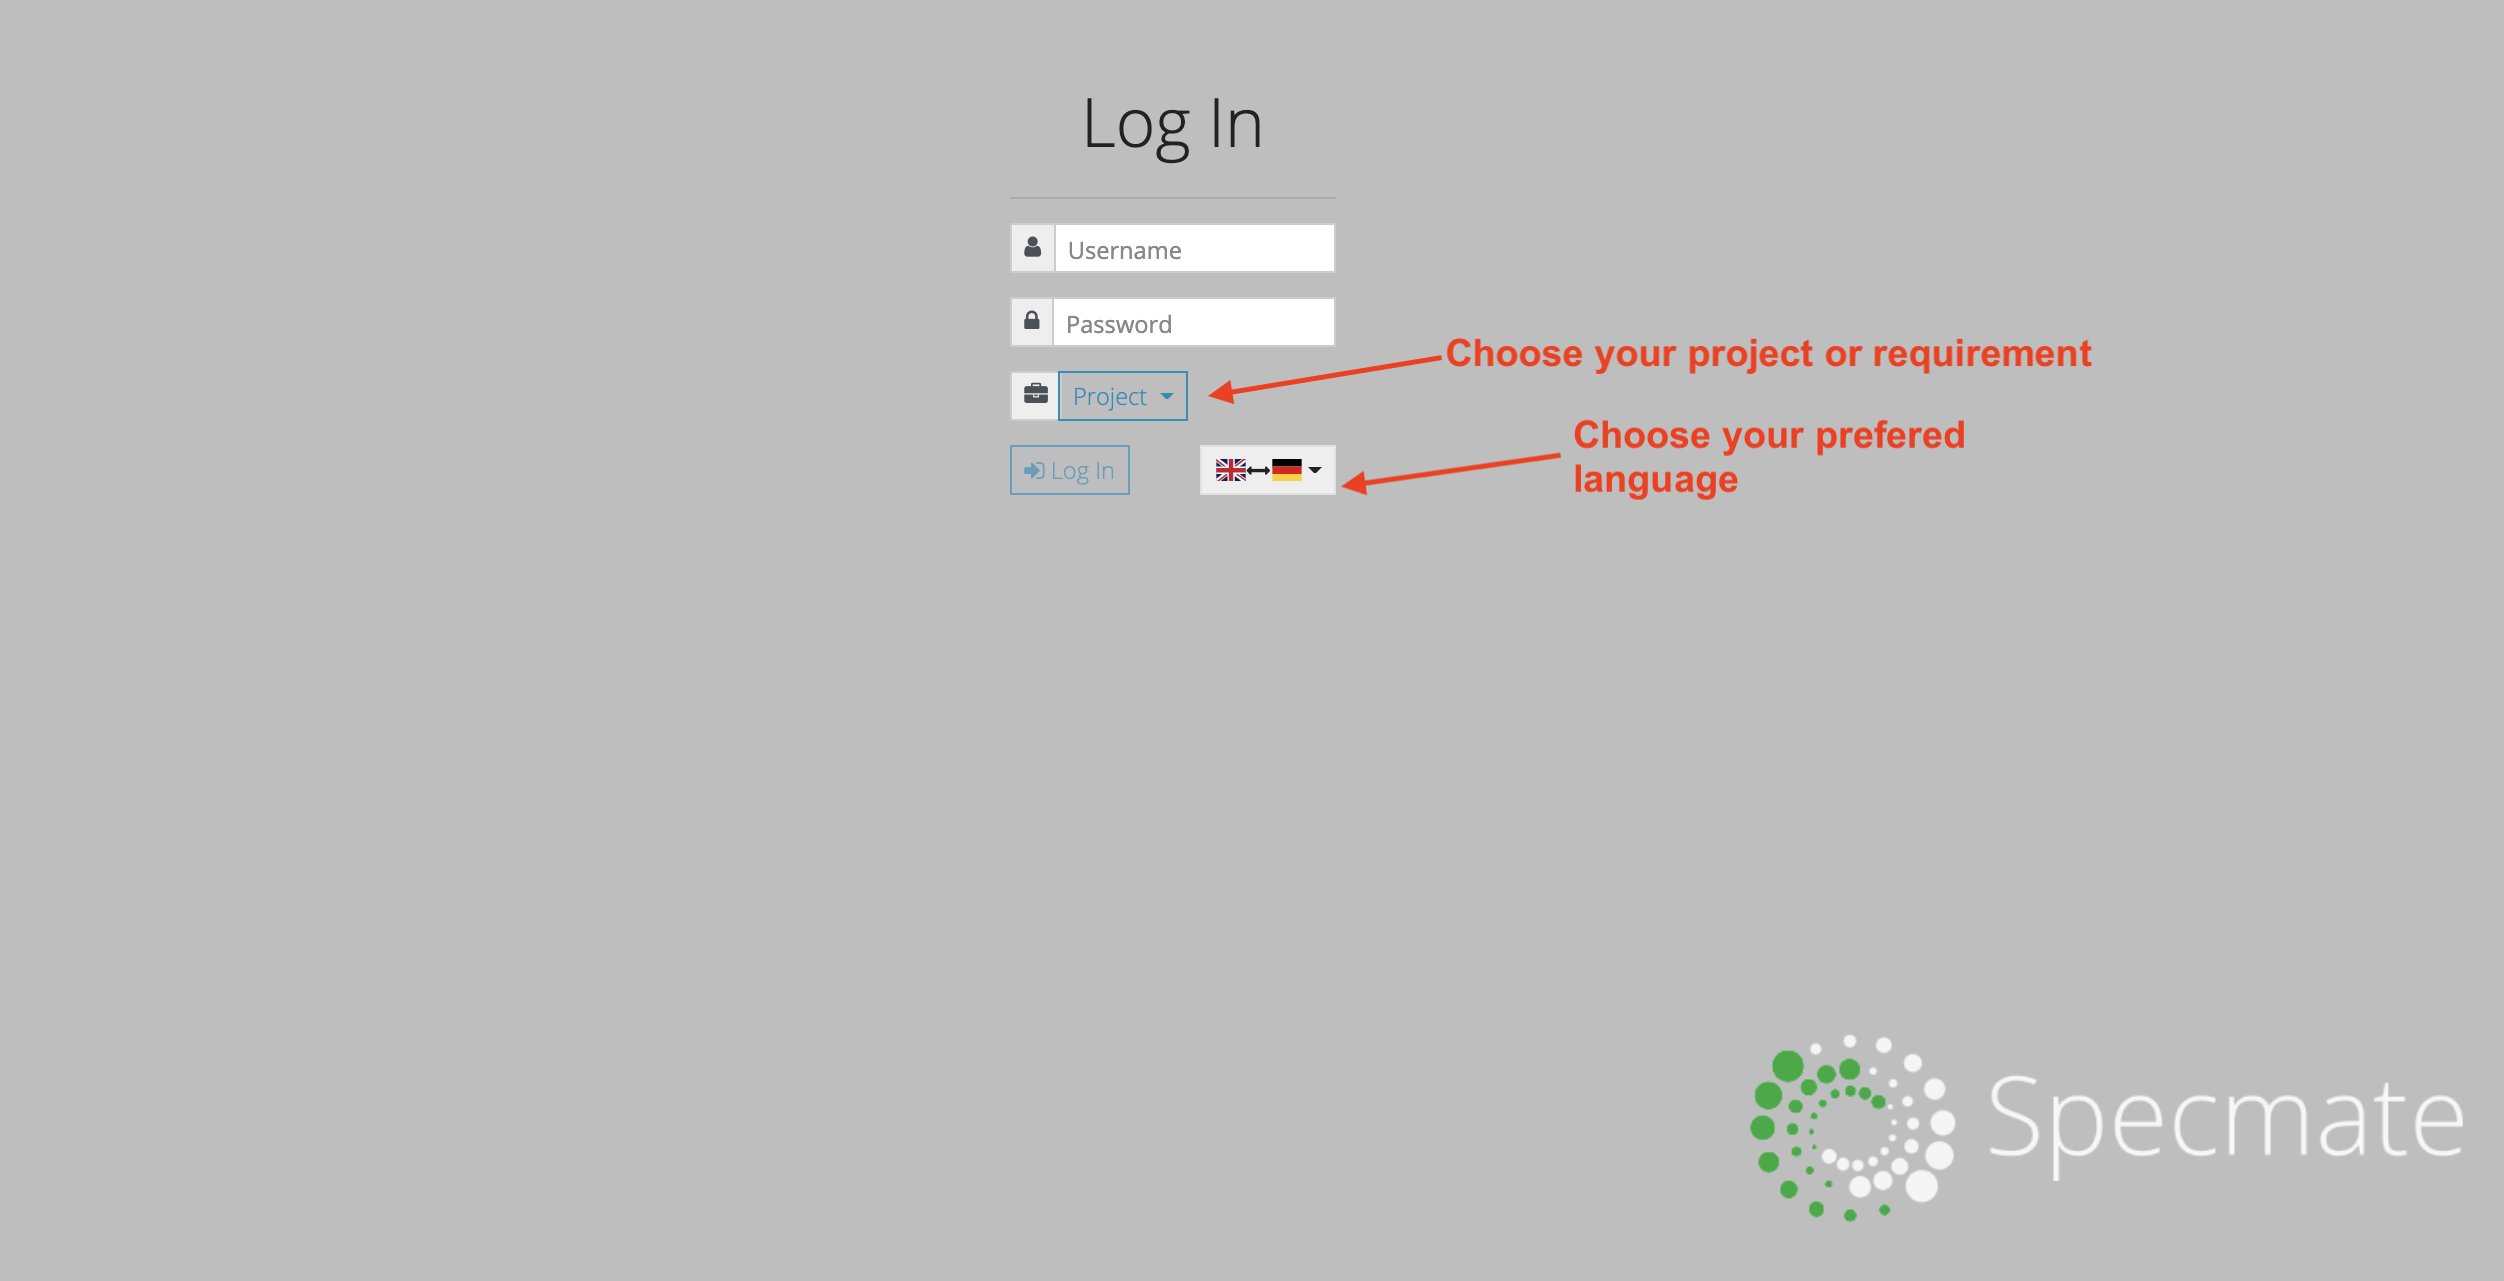 Log In
Username
Password
Choose your project or requirement
Project
Choose your prefered
language
Log In
Specmate